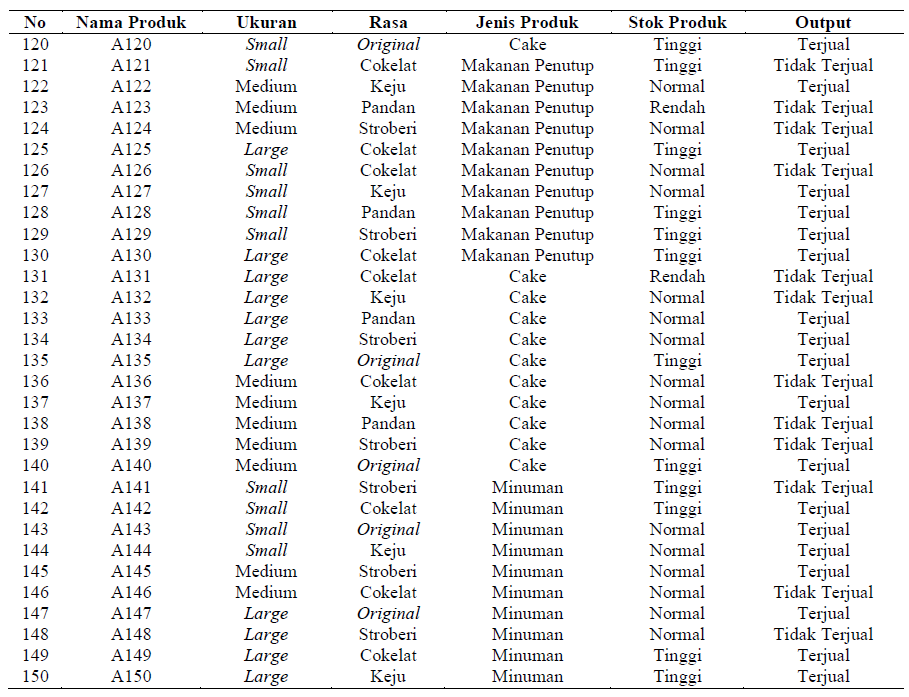 No Nama Produk Ukuran Rasa Jenis Produk Stok Produk Output
120 A120 Small Original Cake Tinggi Terjual
121 A121 Small Cokelat Makanan Penutup Tinggi Tidak Terjual
122 A122 Medium Keju Makanan Penutup Normal Terjual
123 A123 Medium Pandan Makanan Penutup Rendah Tidak Terjual
124 A124 Medium Stroberi Makanan Penutup Normal Tidak Terjual
125 A125 Large Cokelat Makanan Penutup Tinggi Terjual
126 A126 Small Cokelat Makanan Penutup Normal Tidak Terjual
127 A127 Small Keju Makanan Penutup Normal Terjual
128 A128 Small Pandan Makanan Penutup Tinggi Terjual
129 A129 Small Stroberi Makanan Penutup Tinggi Terjual
130 A130 Large Cokelat Makanan Penutup Tinggi Terjual
131 A131 Large Cokelat Cake Rendah Tidak Terjual
132 A132 Large Keju Cake Normal Tidak Terjual
133 A133 Large Pandan Cake Normal Terjual
134 A134 Large Stroberi Cake Normal Terjual
135 A135 Large Original Cake Tinggi Terjual
136 A136 Medium Cokelat Cake Normal Tidak Terjual
137 A137 Medium Keju Cake Normal Terjual
138 A138 Medium Pandan Cake Normal Tidak Terjual
139 A139 Medium Stroberi Cake Normal Tidak Terjual
140 A140 Medium Original Cake Tinggi Terjual
141 A141 Small Stroberi Minuman Tinggi Tidak Terjual
142 A142 Small Cokelat Minuman Tinggi Terjual
143 A143 Small Original Minuman Normal Terjual
144 A144 Small Keju Minuman Normal Terjual
145 A145 Medium Stroberi Minuman Normal Terjual
146 A146 Medium Cokelat Minuman Normal Tidak Terjual
147 A147 Large Original Minuman Normal Terjual
148 A148 Large Stroberi Minuman Normal Tidak Terjual
149 A149 Large Cokelat Minuman Tinggi Terjual
150 A150 Large Keju Minuman Tinggi Terjual